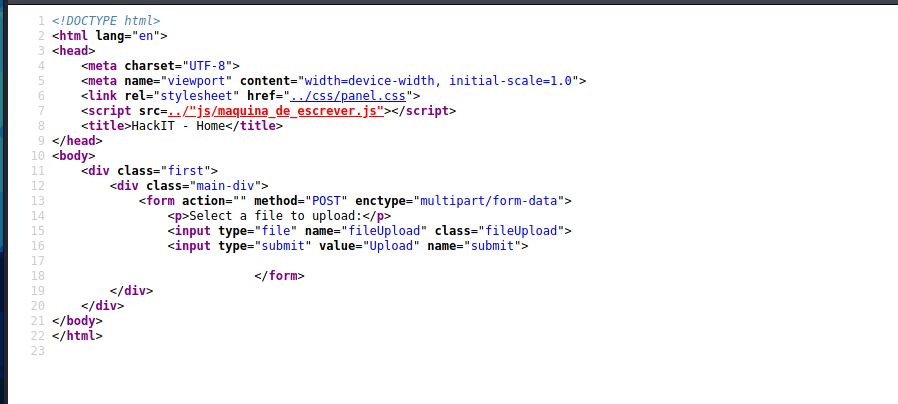 1 <!DOCTYPE html>
2 <html lang="en">
3 <head>
4     <meta charset="UTF-8">
5     <meta name="viewport" content="width=device-width, initial-scale=1.0">
6     <link rel="stylesheet" href="../css/panel.css">
7     <script src=../"js/maquina_de_escrever.js"></script>
8     <title>HackIT - Home</title>
9 </head>
10 <body>
11     <div class="first">
12         <div class="main-div">
13             <form action="" method="POST" enctype="multipart/form-data">
14                 <p>Select a file to upload:</p>
15                 <input type="file" name="fileUpload" class="fileUpload">
16                 <input type="submit" value="Upload" name="submit">
17
18                             </form>
19         </div>
20     </div>
21 </body>
22 </html>
23